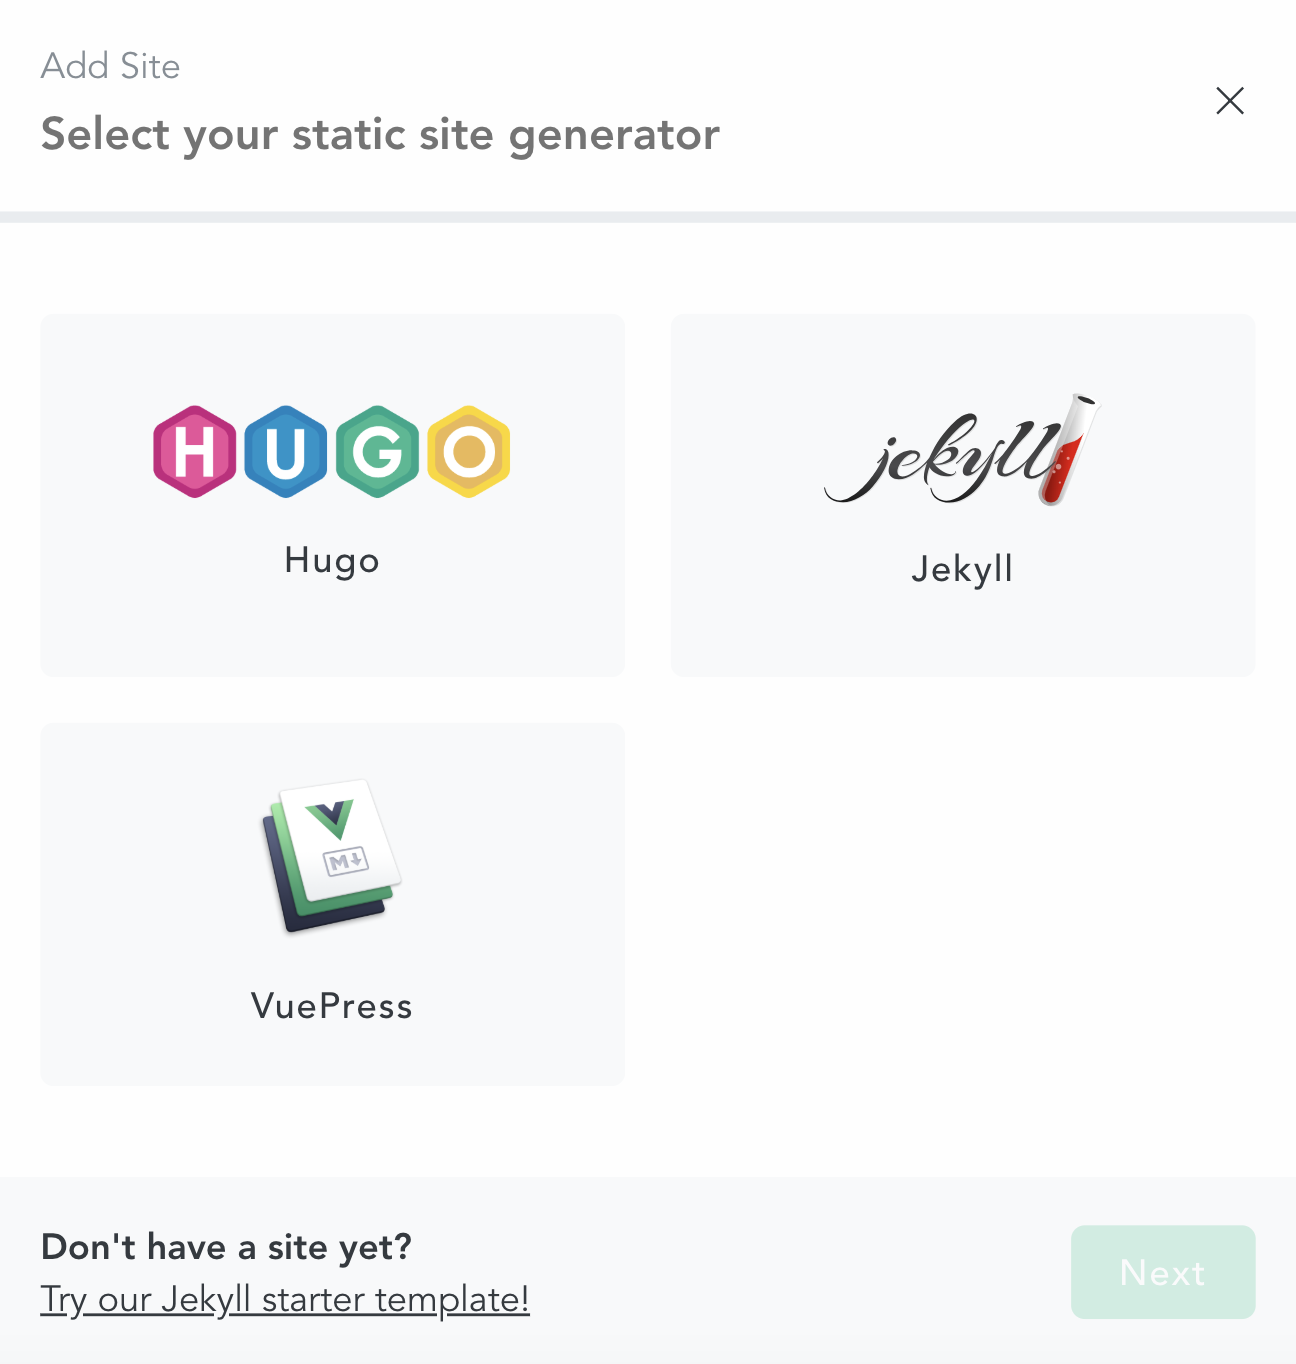 Add Site
Select your static site generator
HUGO
Hugo
jekyll
Jekyll
M
VuePress
Don't have a site yet?
Try our Jekyll starter template!
Next